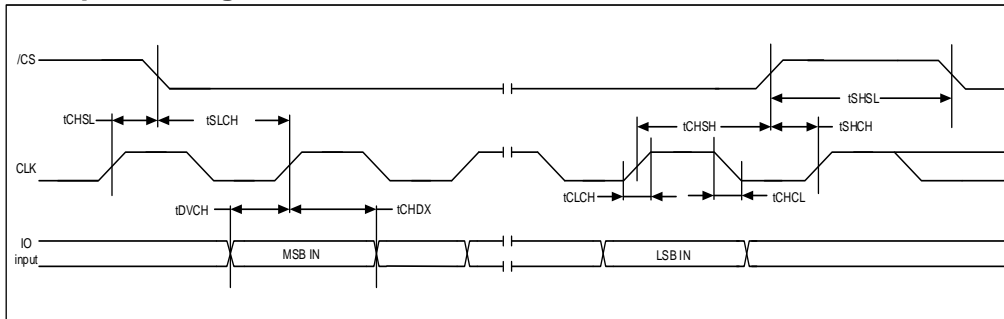 /CS
tSHSL
tCHSL
tSLCH
tCHSH
tSHCH
CLK
tCLCH
tCHCL
tDVCH
tCHDX
IO
input
MSB IN
LSB IN